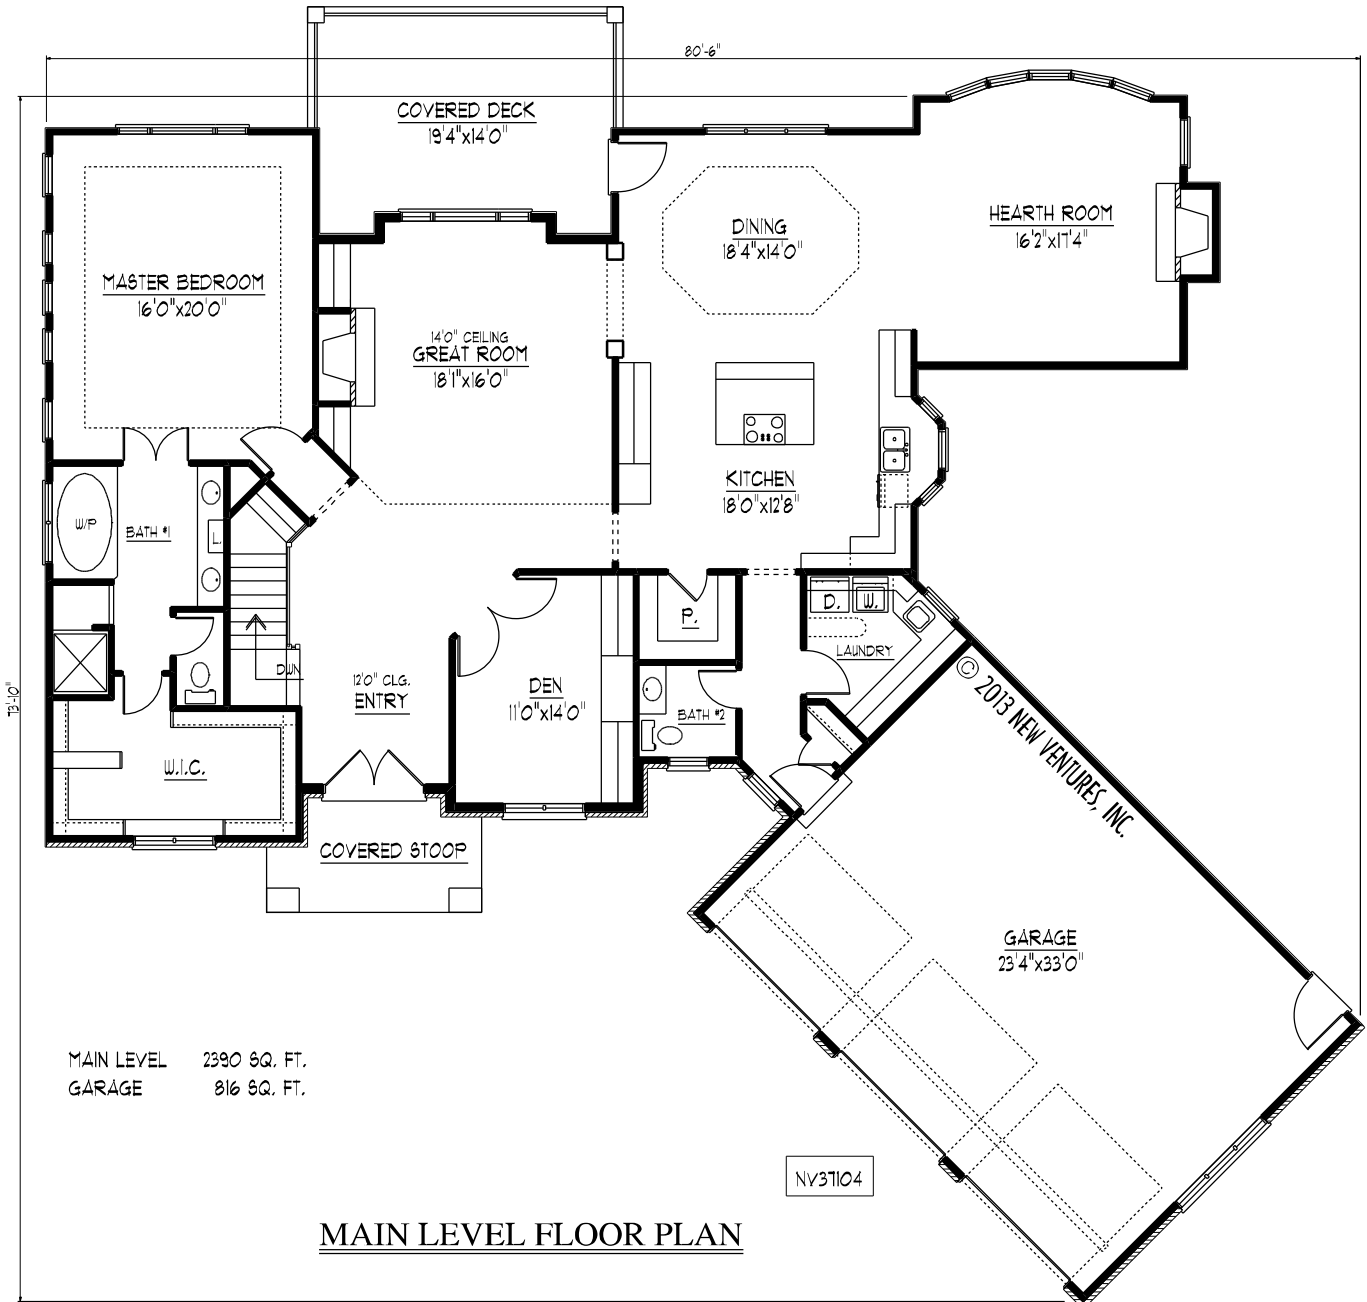 80'-6"
COVERED DECK
19'4"x14'0"
DINING
18'4"x14'0"
HEARTH ROOM
16'2"x17'4"
MASTER BEDROOM
16'0"x20'0"
14'0" CEILING
GREAT ROOM
18'1"x16'0"
KITCHEN
18'0"x12'8"
W/P
BATH #1
L.
D.
W.
P.
LAUNDRY
DWN
12'0" CLG.
ENTRY
DEN
11'0"x14'0"
BATH #2
73'-10"
W.I.C.
© 2013 NEW VENTURES, INC.
COVERED STOOP
GARAGE
23'4"x33'0"
MAIN LEVEL 2390 SQ. FT.
GARAGE 816 SQ. FT.
NV37104
MAIN LEVEL FLOOR PLAN